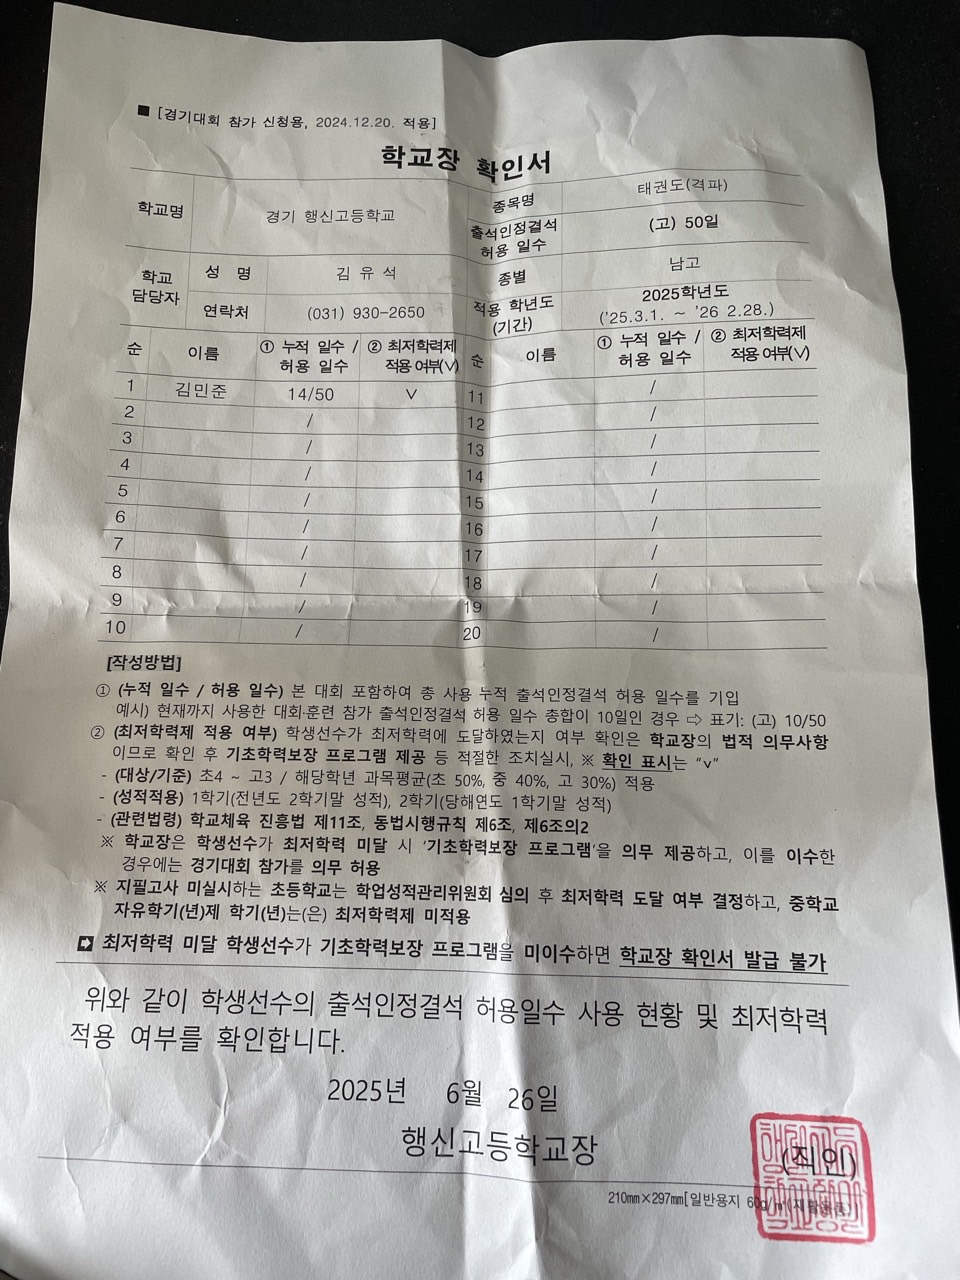 ■ [경기대회 참가 신청용, 2024.12.20. 적용]
학교장 확인서
학교명 경기 행신고등학교 종목명 태권도(격파)
출석인정결석 허용 일수 (고) 50일
학교 담당자 성 명 김 유 석 종별 남고
연락처 (031) 930-2650 적용 학년도 (기간) 2025학년도 ('25.3.1. ~ '26 2.28.)
순 이름 ① 누적 일수 / 허용 일수 ② 최저학력제 적용 여부(∨) 순 이름 ① 누적 일수 / 허용 일수 ② 최저학력제 적용 여부(∨)
1 김민준 14/50 ∨ 11 /
2 / 12 /
3 / 13 /
4 / 14 /
5 / 15 /
6 / 16 /
7 / 17 /
8 / 18 /
9 / 19 /
10 / 20 /
[작성방법]
① (누적 일수 / 허용 일수) 본 대회 포함하여 총 사용 누적 출석인정결석 허용 일수를 기입
예시) 현재까지 사용한 대회·훈련 참가 출석인정결석 허용 일수 총합이 10일인 경우 ⇨ 표기: (고) 10/50
② (최저학력제 적용 여부) 학생선수가 최저학력에 도달하였는지 여부 확인은 학교장의 법적 의무사항
이므로 확인 후 기초학력보장 프로그램 제공 등 적절한 조치실시, ※ 확인 표시는 "∨"
- (대상/기준) 초4 ~ 고3 / 해당학년 과목평균(초 50%, 중 40%, 고 30%) 적용
- (성적적용) 1학기(전년도 2학기말 성적), 2학기(당해연도 1학기말 성적)
- (관련법령) 학교체육 진흥법 제11조, 동법시행규칙 제6조, 제6조의2
※ 학교장은 학생선수가 최저학력 미달 시 '기초학력보장 프로그램'을 의무 제공하고, 이를 이수한
경우에는 경기대회 참가를 의무 허용
※ 지필고사 미실시하는 초등학교는 학업성적관리위원회 심의 후 최저학력 도달 여부 결정하고, 중학교
자유학기(년)제 학기(년)는(은) 최저학력제 미적용
➡ 최저학력 미달 학생선수가 기초학력보장 프로그램을 미이수하면 학교장 확인서 발급 불가
위와 같이 학생선수의 출석인정결석 허용일수 사용 현황 및 최저학력
적용 여부를 확인합니다.
2025년 6월 26일
행신고등학교장
(직인)
210㎜×297㎜[일반용지 60g/㎡(재활용품)]